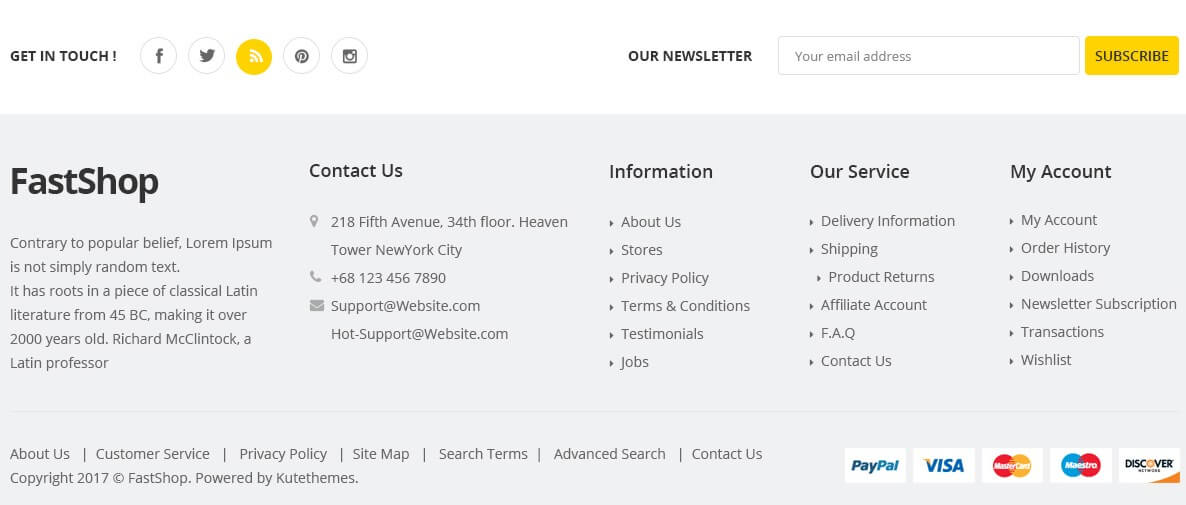 GET IN TOUCH !
OUR NEWSLETTER
Your email address
SUBSCRIBE
FastShop
Contrary to popular belief, Lorem Ipsum
is not simply random text.
It has roots in a piece of classical Latin
literature from 45 BC, making it over
2000 years old. Richard McClintock, a
Latin professor
Contact Us
218 Fifth Avenue, 34th floor. Heaven
Tower NewYork City
+68 123 456 7890
Support@Website.com
Hot-Support@Website.com
Information
About Us
Stores
Privacy Policy
Terms & Conditions
Testimonials
Jobs
Our Service
Delivery Information
Shipping
Product Returns
Affiliate Account
F.A.Q
Contact Us
My Account
My Account
Order History
Downloads
Newsletter Subscription
Transactions
Wishlist
About Us | Customer Service | Privacy Policy | Site Map | Search Terms | Advanced Search | Contact Us
Copyright 2017 © FastShop. Powered by Kutethemes.
PayPal
VISA
MasterCard
Maestro
DISCOVER
NETWORK